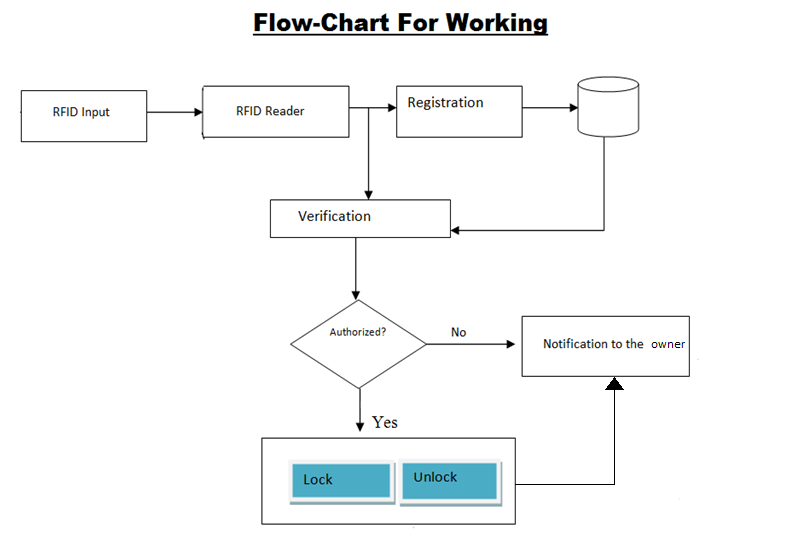 Flow-Chart For Working
RFID Input
RFID Reader
Registration
Verification
Authorized?
No
Notification to the owner
Yes
Lock
Unlock